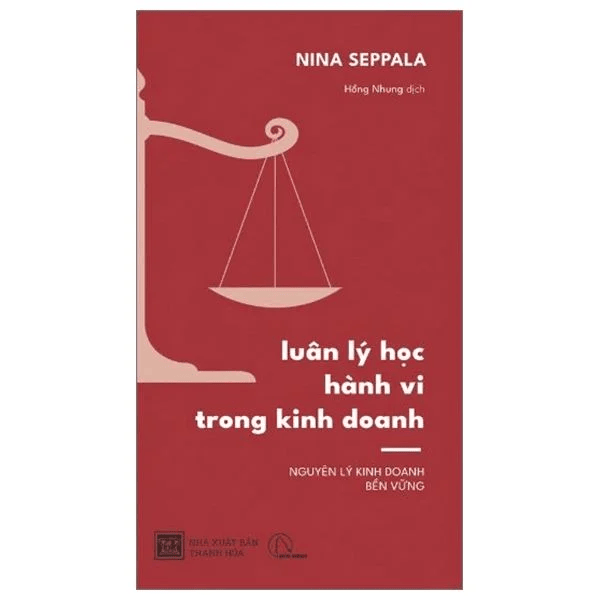 NINA SEPPALA
Hồng Nhung dịch
luân lý học
hành vi
trong kinh doanh
NGUYÊN LÝ KINH DOANH
BỀN VỮNG
NHÀ XUẤT BẢN
THANH HÓA